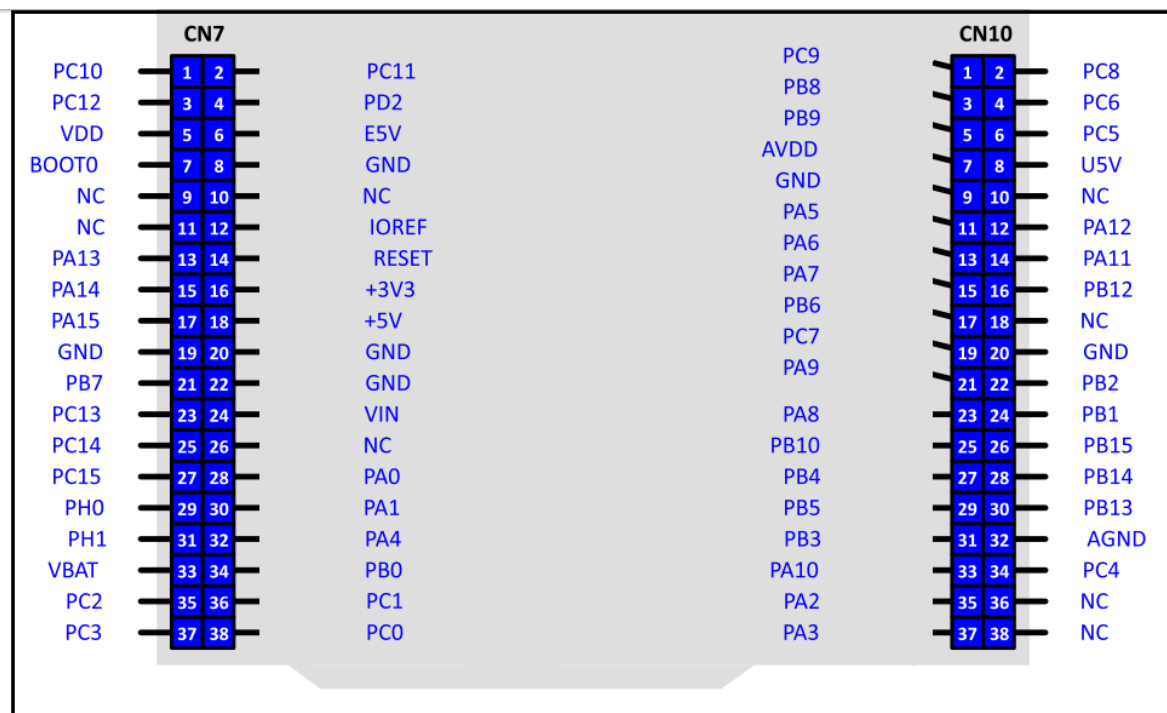 CN7 CN10
PC9
PC10 1 2 PC11 1 2 PC8
PB8
PC12 3 4 PD2 3 4 PC6
PB9
VDD 5 6 E5V 5 6 PC5
AVDD
BOOT0 7 8 GND 7 8 U5V
GND
NC 9 10 NC 9 10 NC
PA5
NC 11 12 IOREF 11 12 PA12
PA6
PA13 13 14 RESET 13 14 PA11
PA7
PA14 15 16 +3V3 15 16 PB12
PB6
PA15 17 18 +5V 17 18 NC
PC7
GND 19 20 GND 19 20 GND
PA9
PB7 21 22 GND 21 22 PB2
PC13 23 24 VIN PA8 23 24 PB1
PC14 25 26 NC PB10 25 26 PB15
PC15 27 28 PA0 PB4 27 28 PB14
PH0 29 30 PA1 PB5 29 30 PB13
PH1 31 32 PA4 PB3 31 32 AGND
VBAT 33 34 PB0 PA10 33 34 PC4
PC2 35 36 PC1 PA2 35 36 NC
PC3 37 38 PC0 PA3 37 38 NC